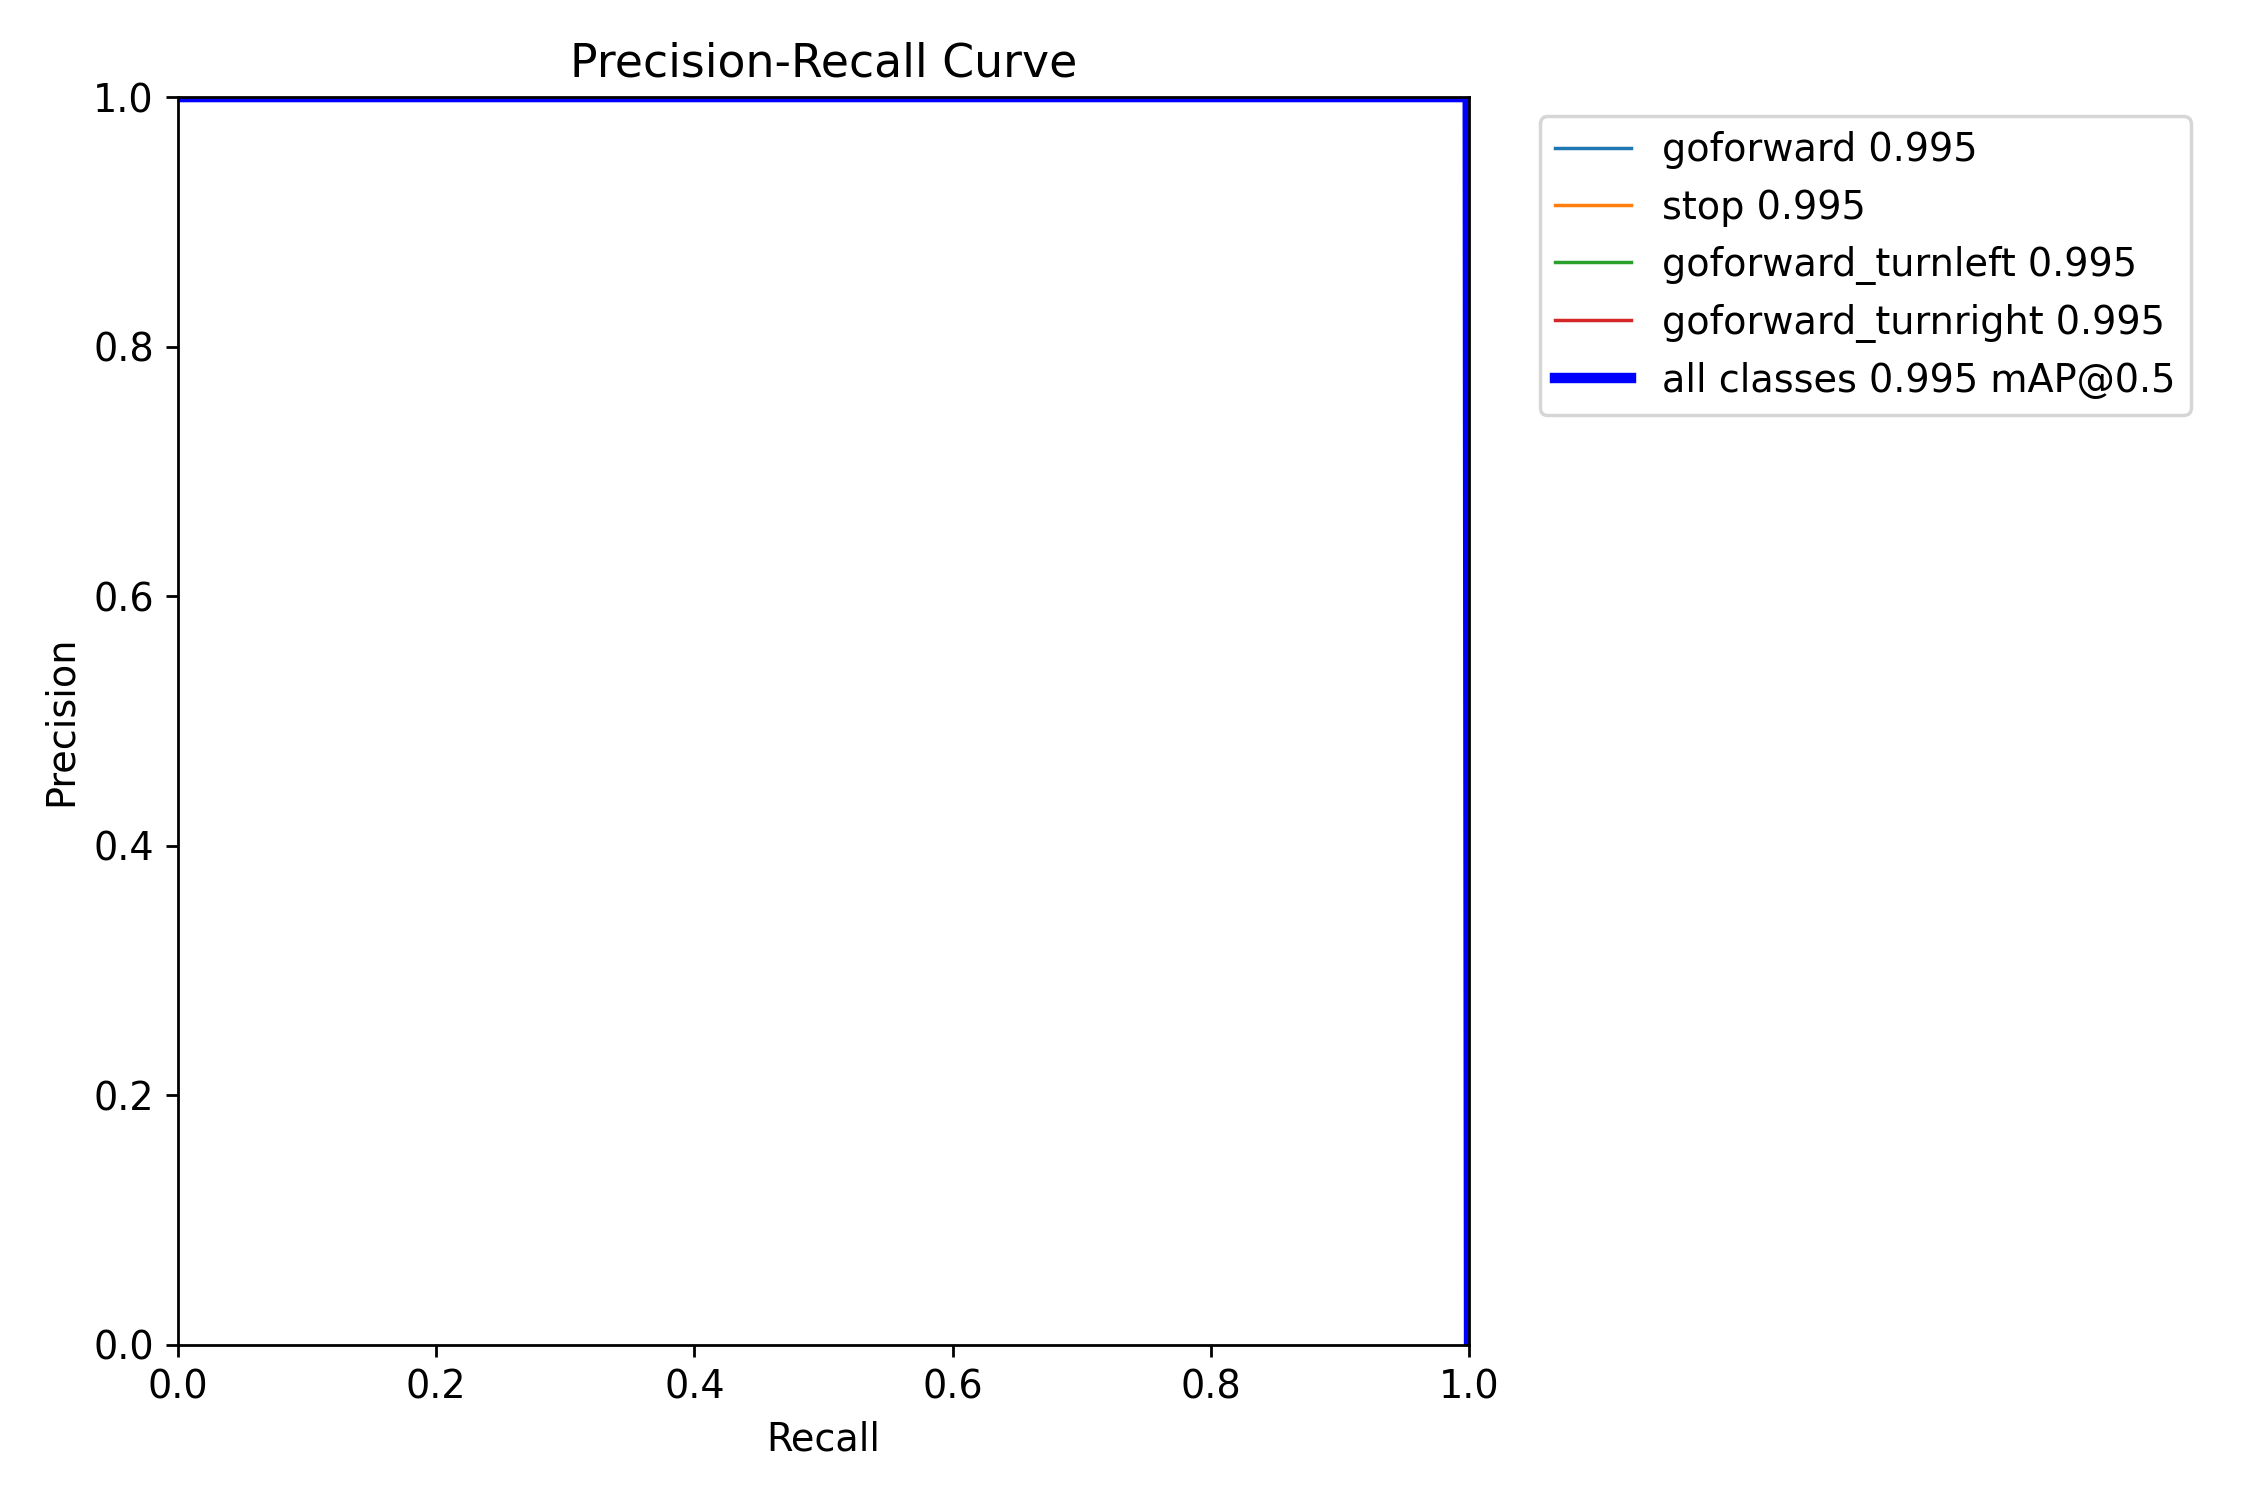 Precision-Recall Curve
1.0
0.8
0.6
0.4
0.2
0.0
Precision
0.0 0.2 0.4 0.6 0.8 1.0
Recall
goforward 0.995
stop 0.995
goforward_turnleft 0.995
goforward_turnright 0.995
all classes 0.995 mAP@0.5